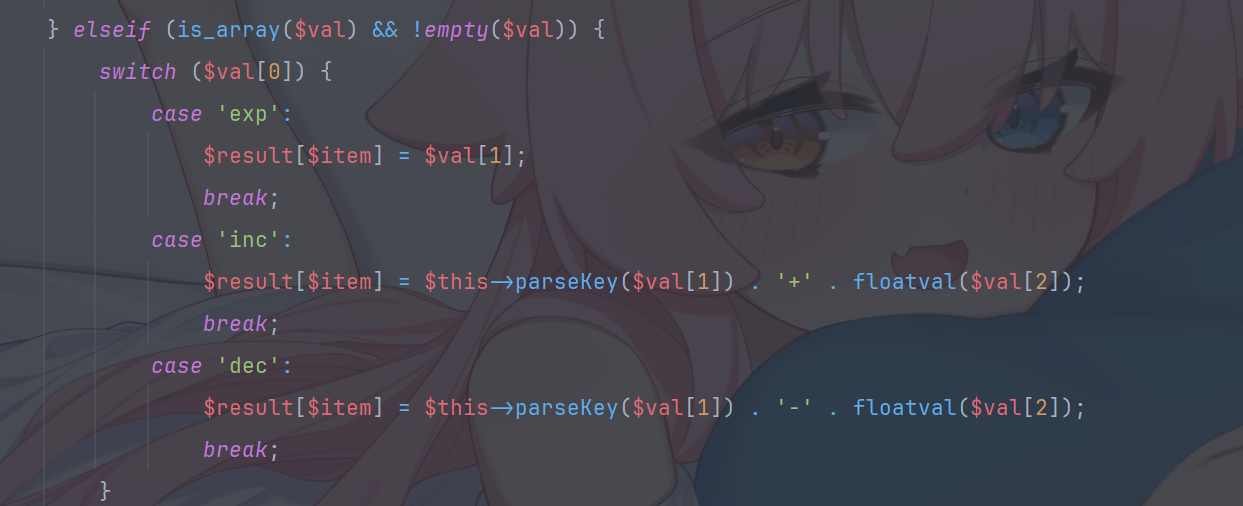 } elseif (is_array($val) && !empty($val)) {
switch ($val[0]) {
case 'exp':
$result[$item] = $val[1];
break;
case 'inc':
$result[$item] = $this->parseKey($val[1]) . '+' . floatval($val[2]);
break;
case 'dec':
$result[$item] = $this->parseKey($val[1]) . '-' . floatval($val[2]);
break;
}